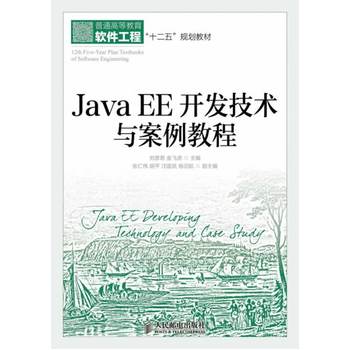 普通高等教育
软件工程
“十二五”规划教材
12th Five-Year Plan Textbooks
of Software Engineering
Java EE 开发技术
与案例教程
主编
副主编
Java EE Developing
Technology and Case Study
人民邮电出版社